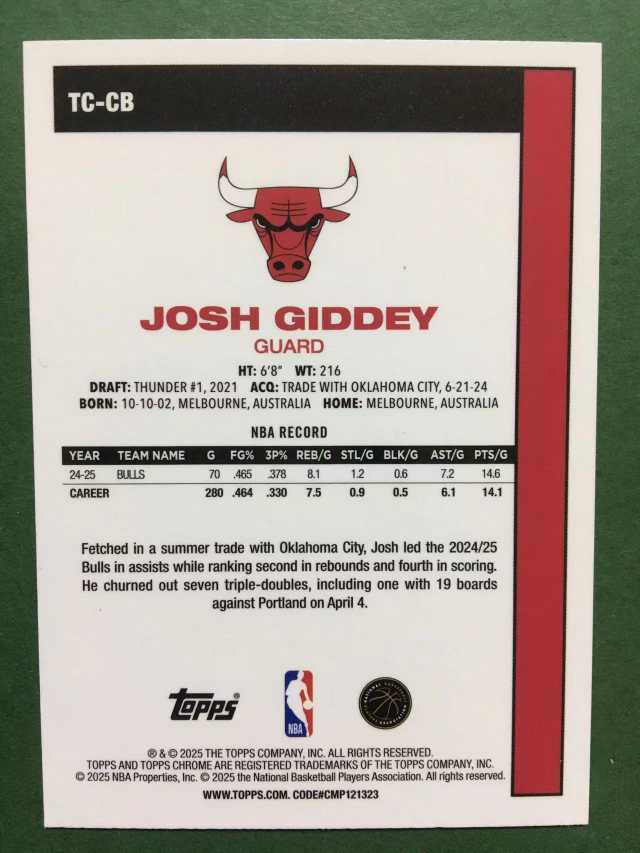 TC-CB
JOSH GIDDEY
GUARD
HT: 6'8" WT: 216
DRAFT: THUNDER #1, 2021 ACQ: TRADE WITH OKLAHOMA CITY, 6-21-24
BORN: 10-10-02, MELBOURNE, AUSTRALIA HOME: MELBOURNE, AUSTRALIA
NBA RECORD
YEAR TEAM NAME G FG% 3P% REB/G STL/G BLK/G AST/G PTS/G
24-25 BULLS 70 .465 .378 8.1 1.2 0.6 7.2 14.6
CAREER 280 .464 .330 7.5 0.9 0.5 6.1 14.1
Fetched in a summer trade with Oklahoma City, Josh led the 2024/25
Bulls in assists while ranking second in rebounds and fourth in scoring.
He churned out seven triple-doubles, including one with 19 boards
against Portland on April 4.
topps® NBA
® & © 2025 THE TOPPS COMPANY, INC. ALL RIGHTS RESERVED.
TOPPS AND TOPPS CHROME ARE REGISTERED TRADEMARKS OF THE TOPPS COMPANY, INC.
© 2025 NBA Properties, Inc. © 2025 the National Basketball Players Association. All rights reserved.
WWW.TOPPS.COM. CODE#CMP121323